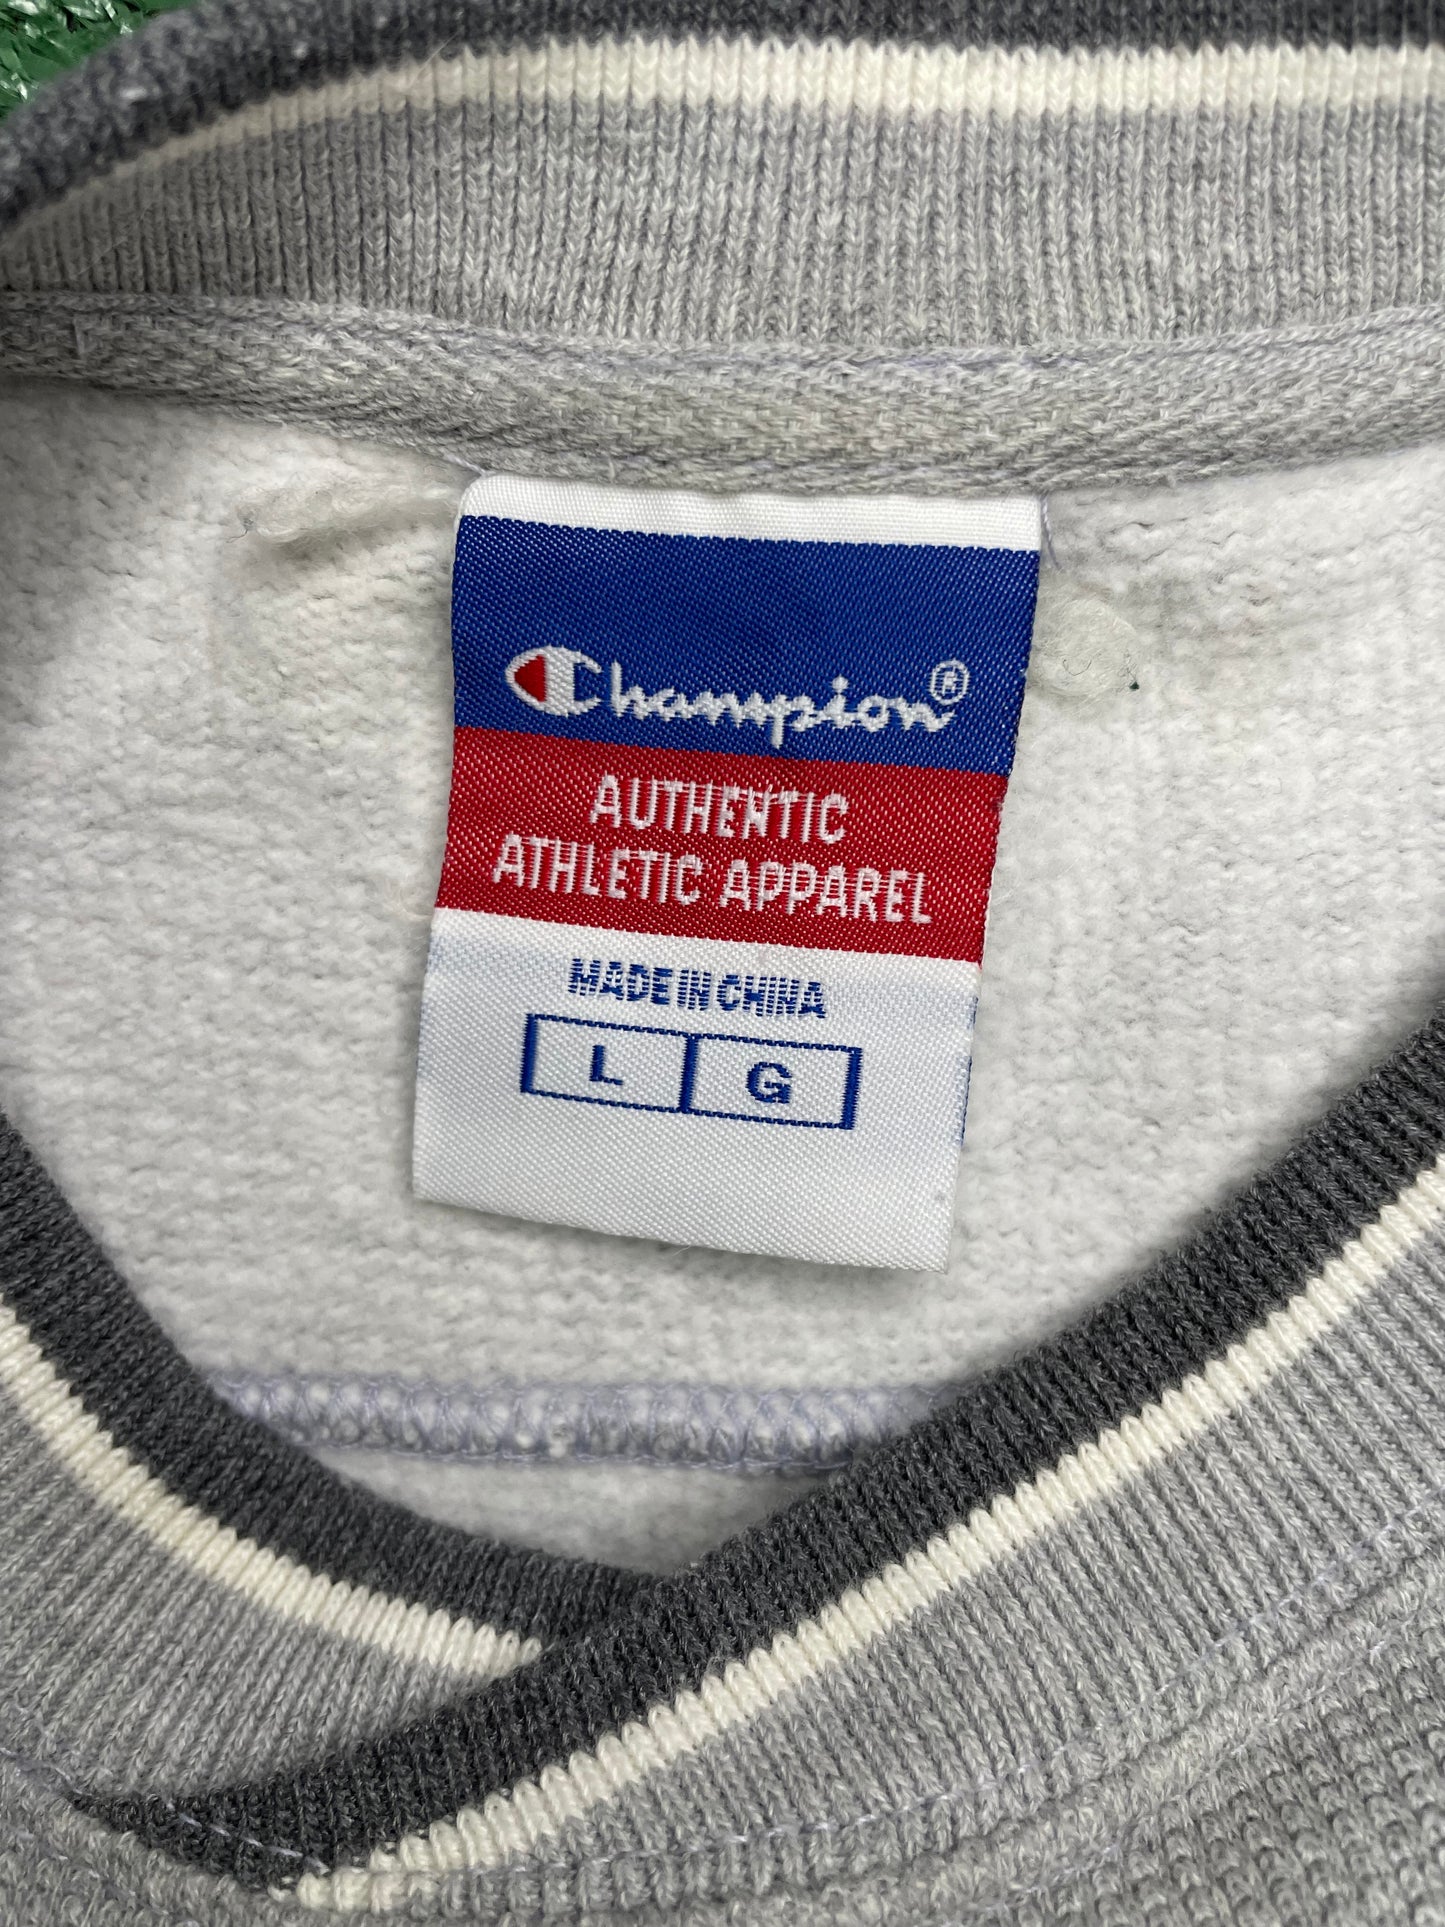 Champion®
AUTHENTIC
ATHLETIC APPAREL
MADE IN CHINA
L G